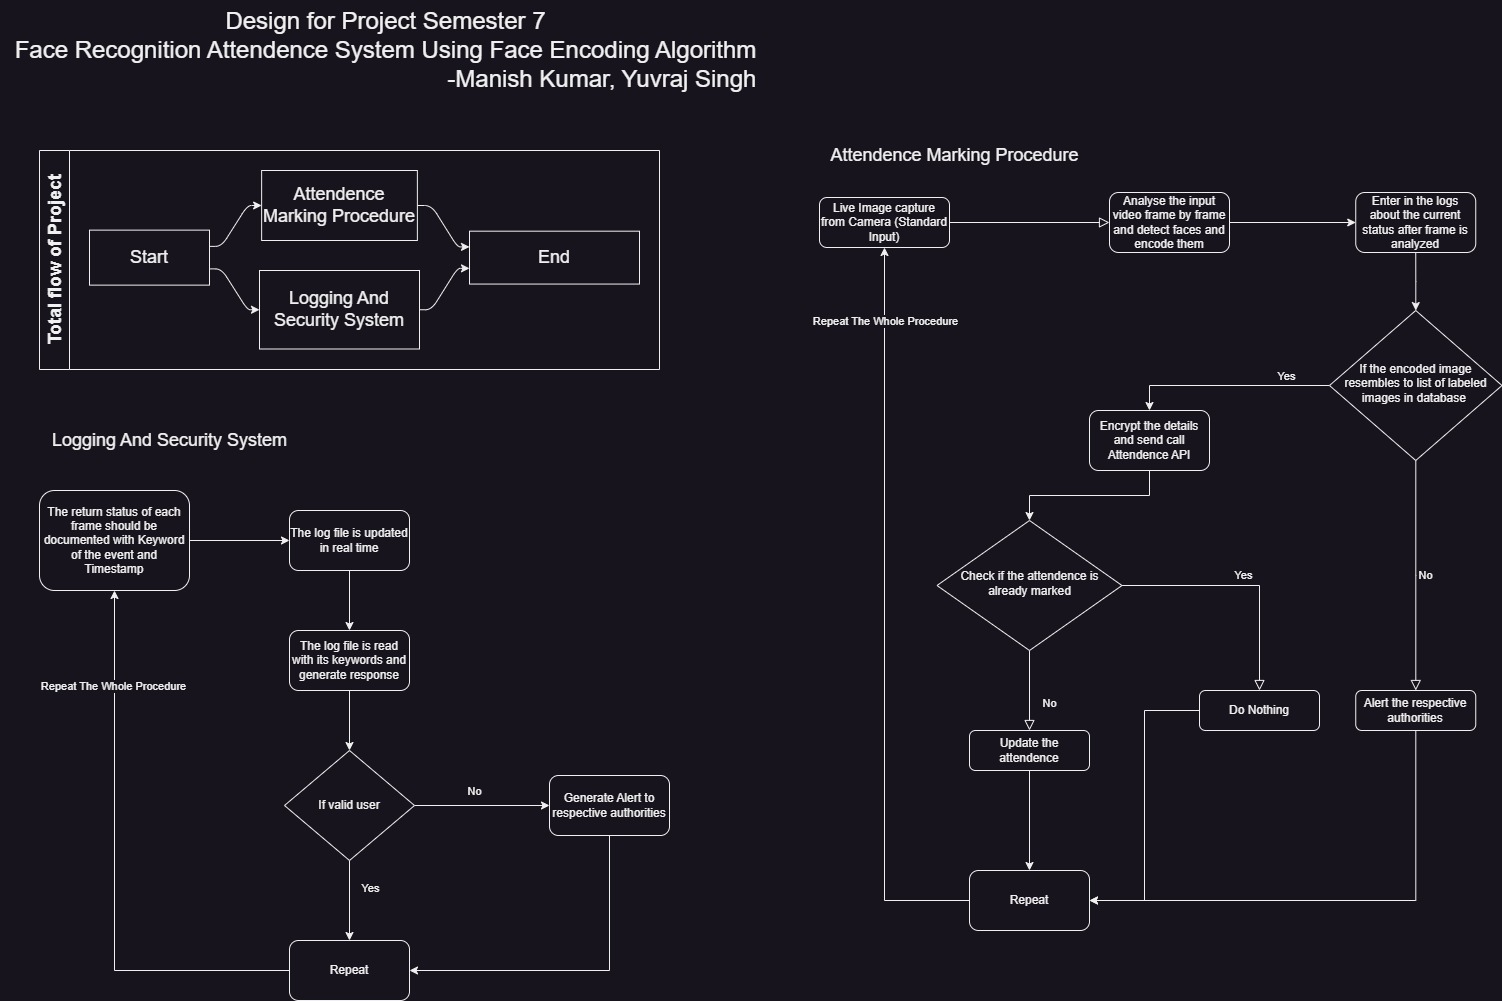 Design for Project Semester 7
Face Recognition Attendence System Using Face Encoding Algorithm
-Manish Kumar, Yuvraj Singh
Total flow of Project
Start
Attendence
Marking Procedure
Logging And
Security System
End
Logging And Security System
The return status of each
frame should be
documented with Keyword
of the event and
Timestamp
The log file is updated
in real time
The log file is read
with its keywords and
generate response
Repeat The Whole Procedure
If valid user
No
Generate Alert to
respective authorities
Yes
Repeat
Attendence Marking Procedure
Live Image capture
from Camera (Standard
Input)
Analyse the input
video frame by frame
and detect faces and
encode them
Enter in the logs
about the current
status after frame is
analyzed
Repeat The Whole Procedure
If the encoded image
resembles to list of labeled
images in database
Yes
Encrypt the details
and send call
Attendence API
Check if the attendence is
already marked
Yes
No
No
Do Nothing
Alert the respective
authorities
Update the
attendence
Repeat